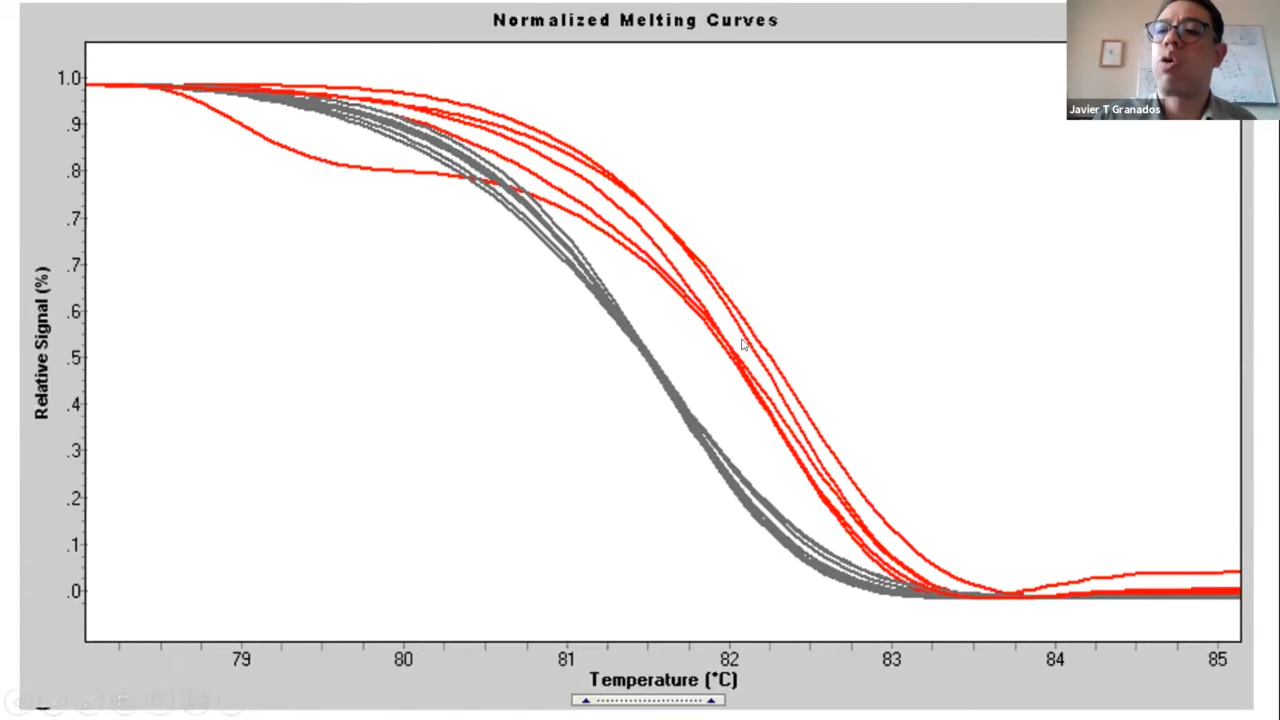 Normalized Melting Curves
Javier T Granados
1.0
.9
.8
.7
.6
.5
.4
.3
.2
.1
.0
Relative Signal (%)
79 80 81 82 83 84 85
Temperature (°C)